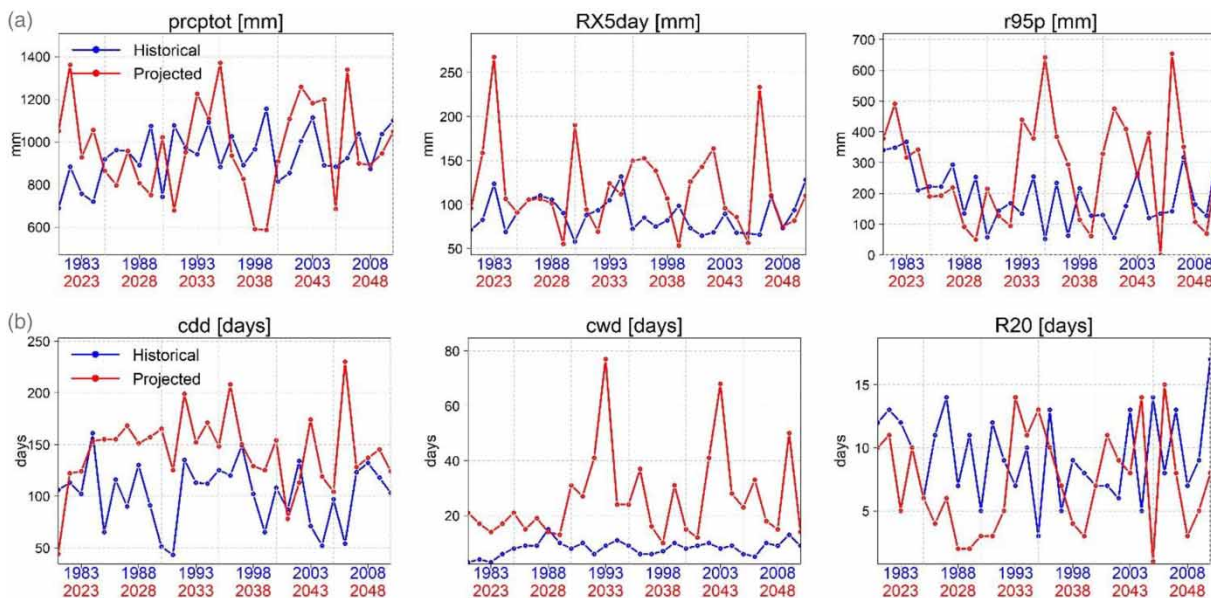 (a)
prcptot [mm]
RX5day [mm]
r95p [mm]
Historical
Projected
mm
1400
1200
1000
800
600
1983 1988 1993 1998 2003 2008
2023 2028 2033 2038 2043 2048
mm
250
200
150
100
50
1983 1988 1993 1998 2003 2008
2023 2028 2033 2038 2043 2048
mm
700
600
500
400
300
200
100
0
1983 1988 1993 1998 2003 2008
2023 2028 2033 2038 2043 2048
(b)
cdd [days]
cwd [days]
R20 [days]
Historical
Projected
days
250
200
150
100
50
1983 1988 1993 1998 2003 2008
2023 2028 2033 2038 2043 2048
days
80
60
40
20
1983 1988 1993 1998 2003 2008
2023 2028 2033 2038 2043 2048
days
15
10
5
1983 1988 1993 1998 2003 2008
2023 2028 2033 2038 2043 2048